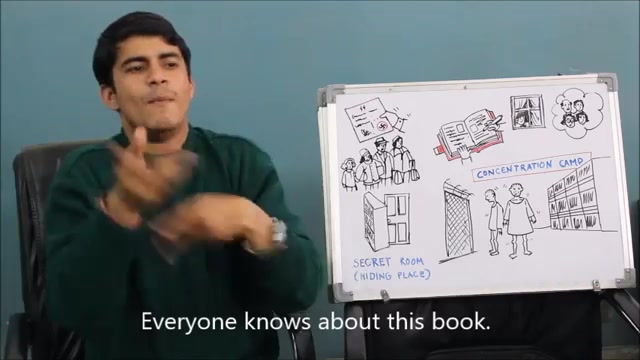 CONCENTRATION CAMP
SECRET ROOM
(HIDING PLACE)
Everyone knows about this book.